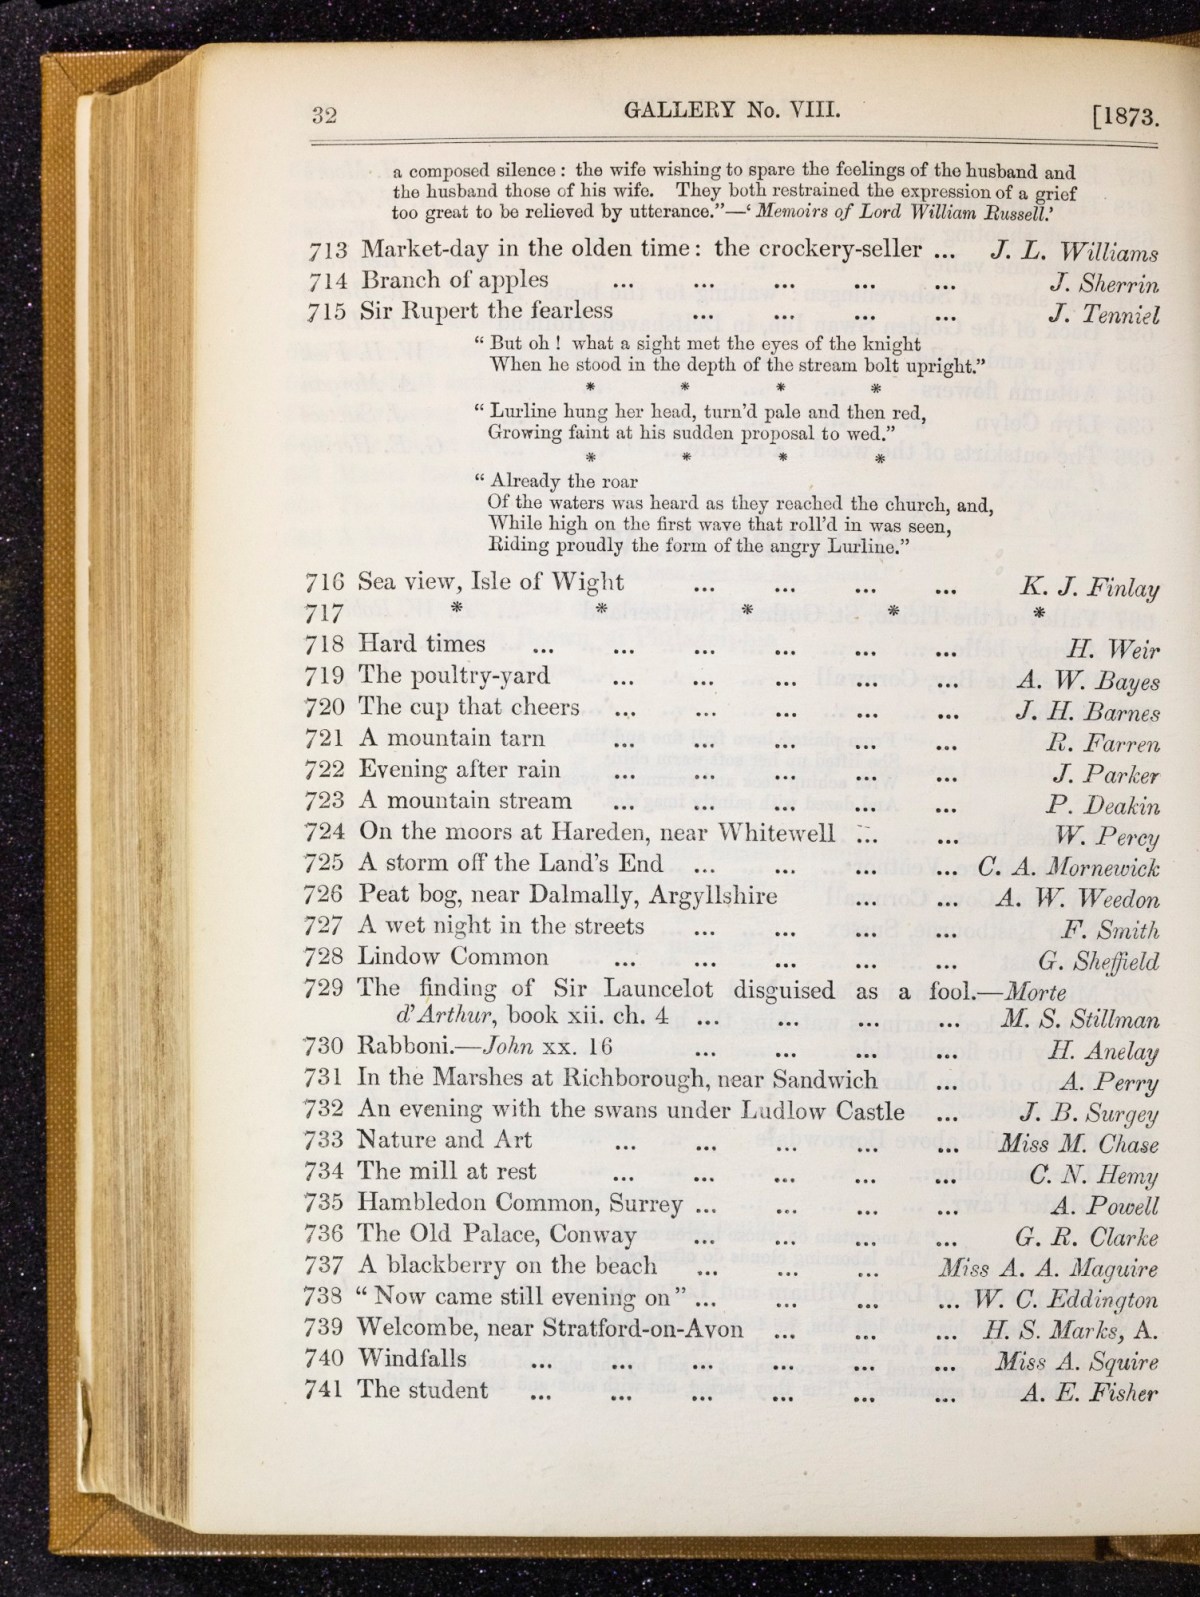 32 GALLERY No. VIII. [1873.
a composed silence : the wife wishing to spare the feelings of the husband and
the husband those of his wife. They both restrained the expression of a grief
too great to be relieved by utterance.”—‘ Memoirs of Lord William Russell.’
713 Market-day in the olden time : the crockery-seller ... J. L. Williams
714 Branch of apples ... ... ... ... ... J. Sherrin
715 Sir Rupert the fearless ... ... ... ... J. Tenniel
“ But oh ! what a sight met the eyes of the knight
When he stood in the depth of the stream bolt upright.”
* * * *
“ Lurline hung her head, turn’d pale and then red,
Growing faint at his sudden proposal to wed.”
* * * *
“ Already the roar
Of the waters was heard as they reached the church, and,
While high on the first wave that roll’d in was seen,
Riding proudly the form of the angry Lurline.”
716 Sea view, Isle of Wight ... ... ... ... K. J. Finlay
717 * * * * *
718 Hard times ... ... ... ... ... ... H. Weir
719 The poultry-yard ... ... ... ... ... A. W. Bayes
720 The cup that cheers ... ... ... ... ... J. H. Barnes
721 A mountain tarn ... ... ... ... ... R. Farren
722 Evening after rain ... ... ... ... ... J. Parker
723 A mountain stream ... ... ... ... ... P. Deakin
724 On the moors at Hareden, near Whitewell ... ... W. Percy
725 A storm off the Land’s End ... ... ... ... C. A. Mornewick
726 Peat bog, near Dalmally, Argyllshire ... ... A. W. Weedon
727 A wet night in the streets ... ... ... ... F. Smith
728 Lindow Common ... ... ... ... ... G. Sheffield
729 The finding of Sir Launcelot disguised as a fool.—Morte
d’Arthur, book xii. ch. 4 ... ... ... ... M. S. Stillman
730 Rabboni.—John xx. 16 ... ... ... ... H. Anelay
731 In the Marshes at Richborough, near Sandwich ... A. Perry
732 An evening with the swans under Ludlow Castle ... J. B. Surgey
733 Nature and Art ... ... ... ... ... Miss M. Chase
734 The mill at rest ... ... ... ... ... C. N. Hemy
735 Hambledon Common, Surrey ... ... ... ... A. Powell
736 The Old Palace, Conway ... ... ... ... G. R. Clarke
737 A blackberry on the beach ... ... ... Miss A. A. Maguire
738 “ Now came still evening on ” ... ... ... ... W. C. Eddington
739 Welcombe, near Stratford-on-Avon ... ... ... H. S. Marks, A.
740 Windfalls ... ... ... ... ... ... Miss A. Squire
741 The student ... ... ... ... ... ... A. E. Fisher